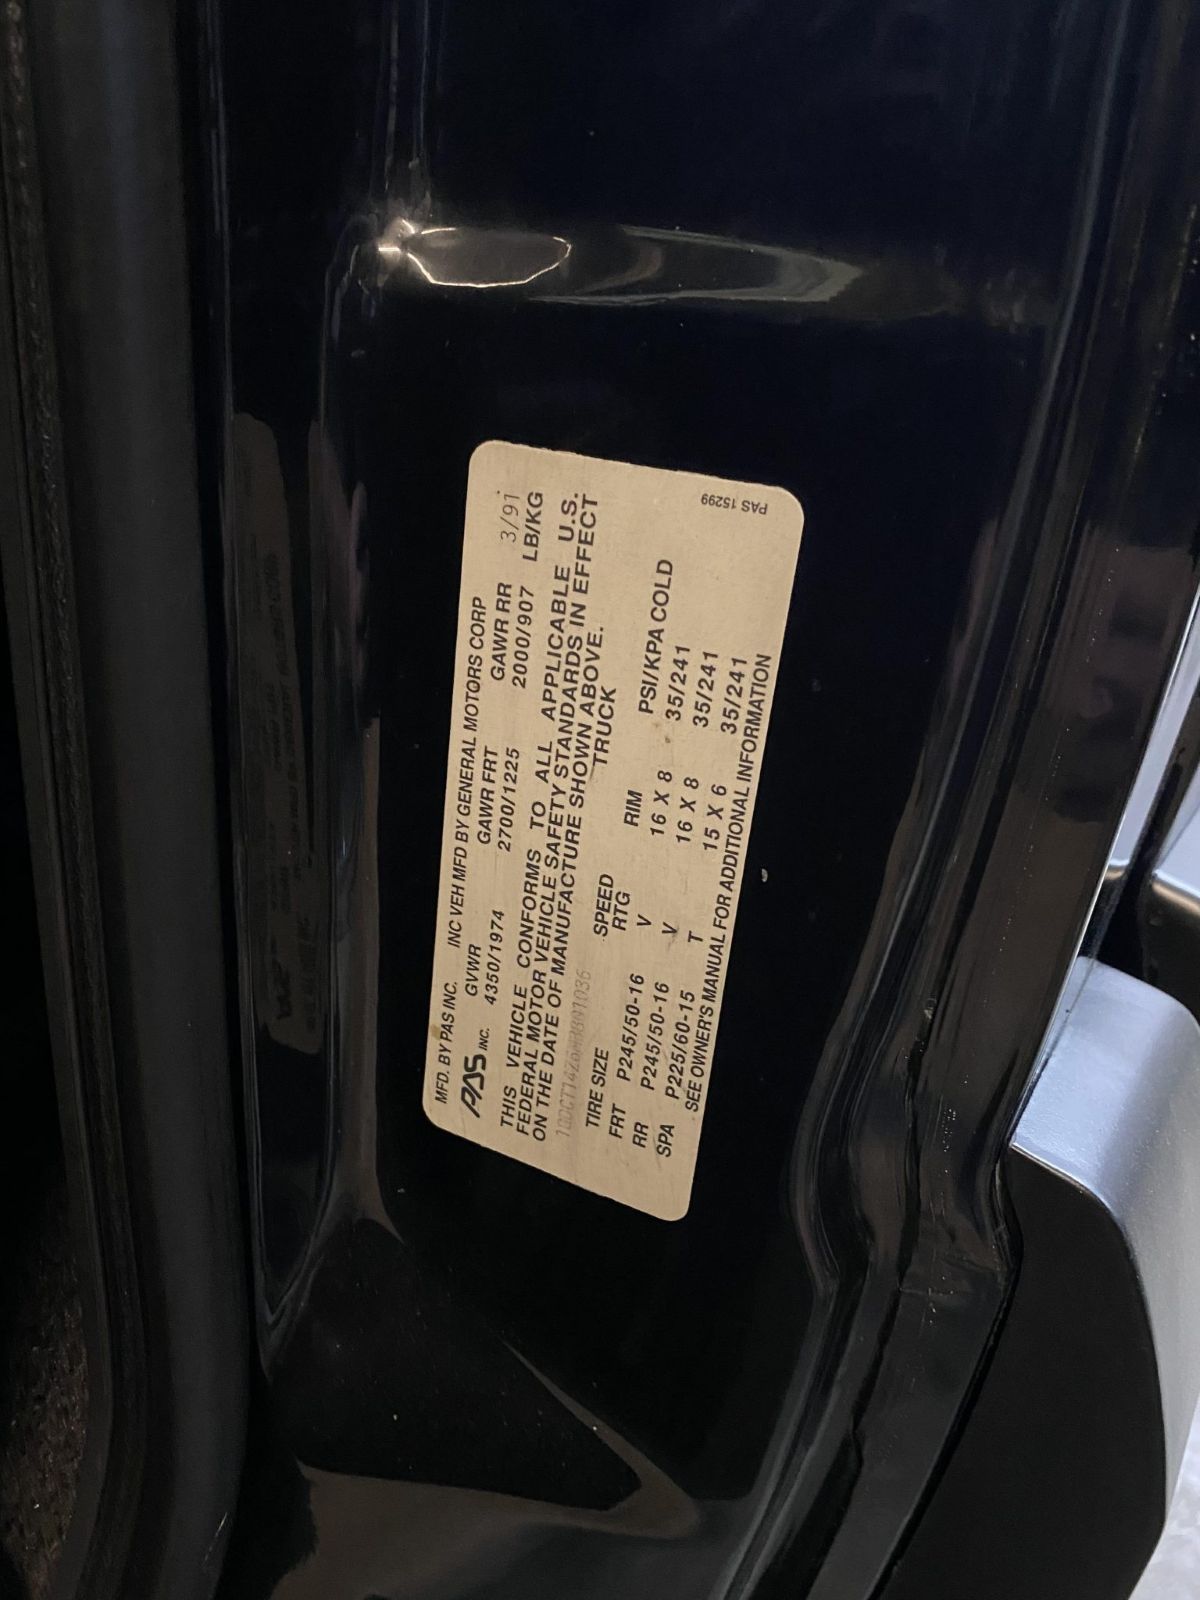 MFD. BY PAS INC. INC VEH MFD BY GENERAL MOTORS CORP
PAS INC. GVWR GAWR FRT GAWR RR 3/91
4350/1974 2700/1225 2000/907 LB/KG
THIS VEHICLE CONFORMS TO ALL APPLICABLE U.S.
FEDERAL MOTOR VEHICLE SAFETY STANDARDS IN EFFECT
ON THE DATE OF MANUFACTURE SHOWN ABOVE.
TRUCK
TIRE SIZE SPEED RTG RIM PSI/KPA COLD
FRT P245/50-16 V 16 X 8 35/241
RR P245/50-16 V 16 X 8 35/241
SPA P225/60-15 T 15 X 6 35/241
SEE OWNER'S MANUAL FOR ADDITIONAL INFORMATION
PAS 15299